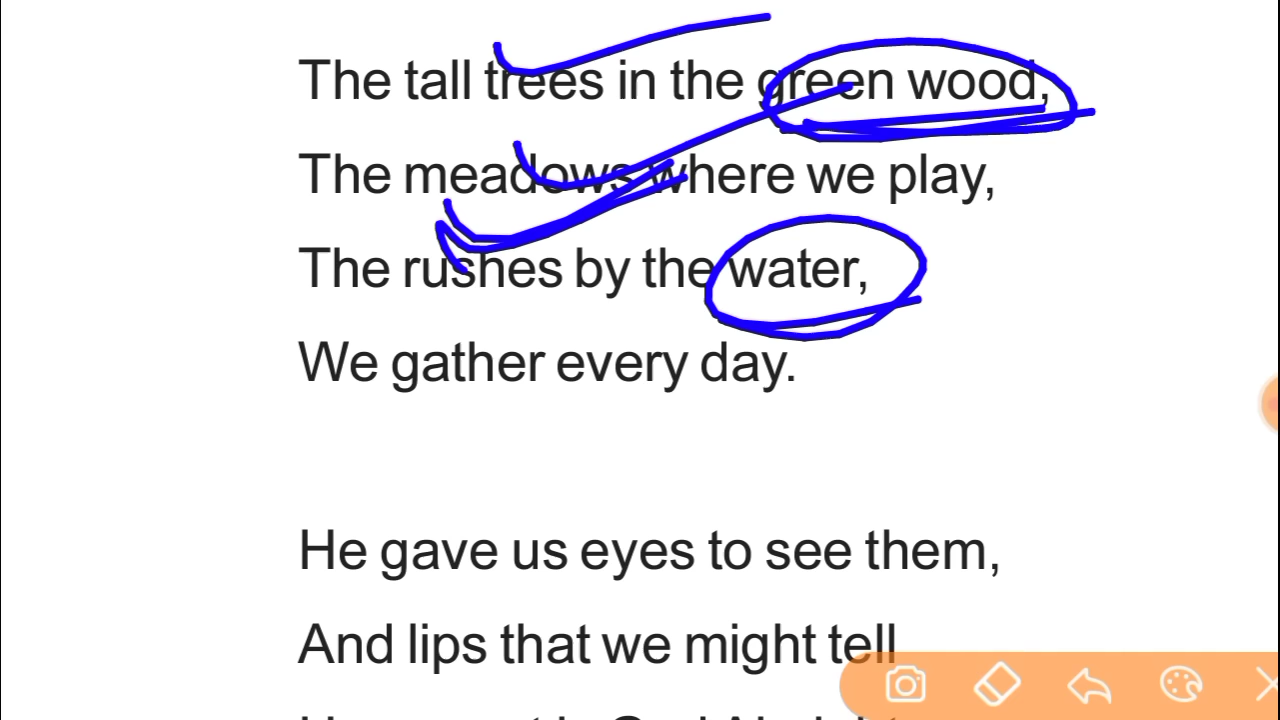 The tall trees in the green wood,
The meadows where we play,
The rushes by the water,
We gather every day.
He gave us eyes to see them,
And lips that we might tell